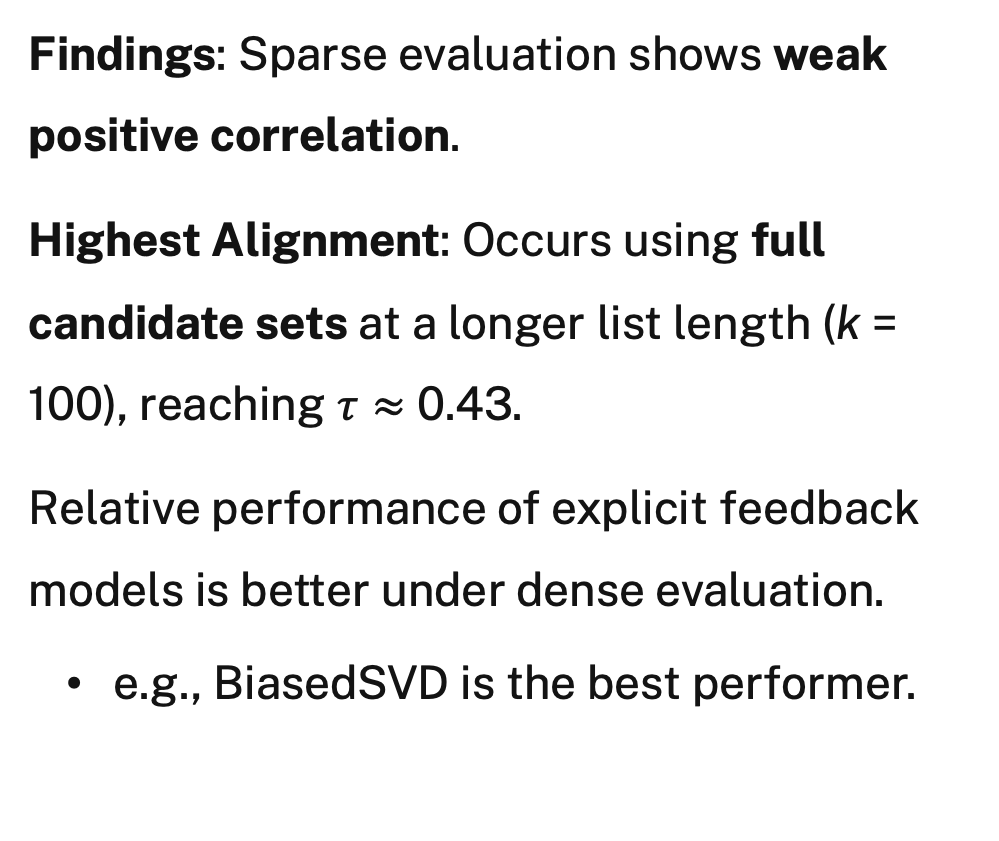 Findings: Sparse evaluation shows weak
positive correlation.
Highest Alignment: Occurs using full
candidate sets at a longer list length (k =
100), reaching τ ≈ 0.43.
Relative performance of explicit feedback
models is better under dense evaluation.
• e.g., BiasedSVD is the best performer.